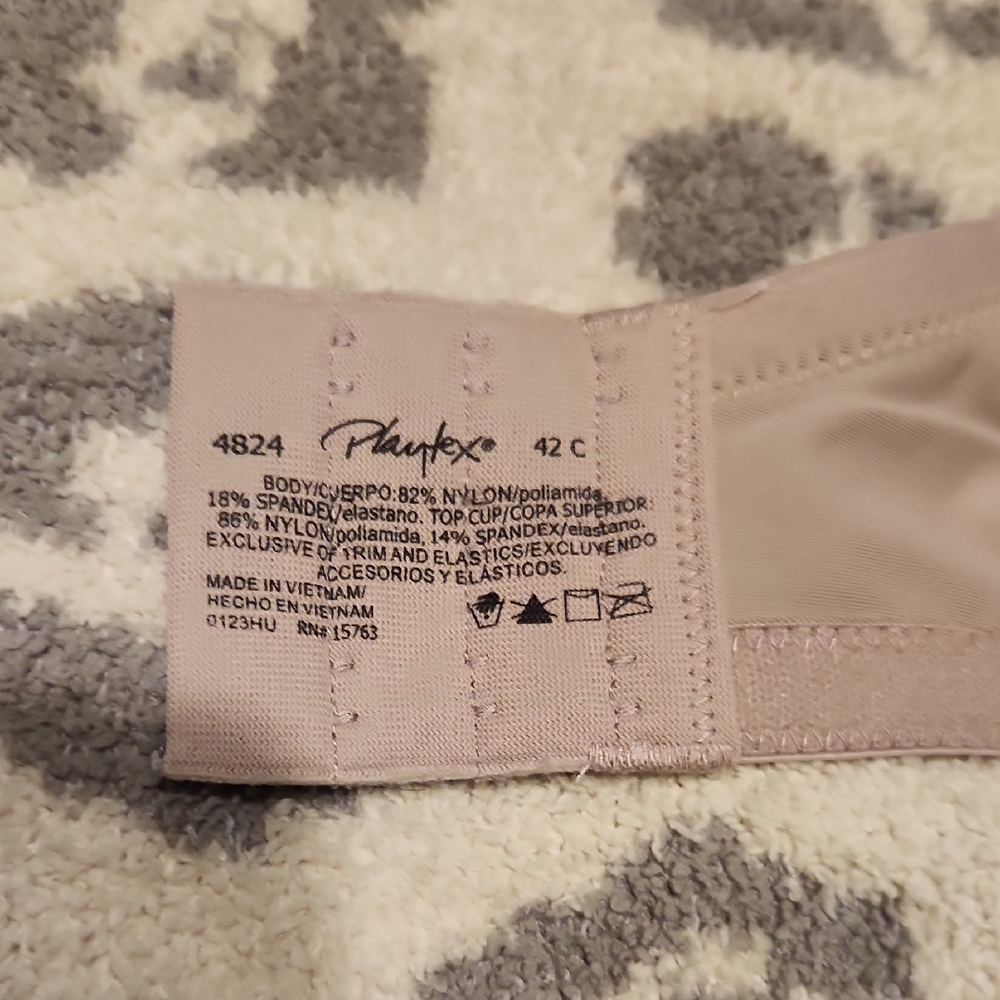 4824 Playtex® 42 C
BODY/CUERPO:82% NYLON/poliamida,
18% SPANDEX/elastano. TOP CUP/COPA SUPERIOR:
86% NYLON/poliamida, 14% SPANDEX/elastano.
EXCLUSIVE OF TRIM AND ELASTICS/EXCLUYENDO
ACCESORIOS Y ELÁSTICOS.
MADE IN VIETNAM/
HECHO EN VIETNAM
0123HU RN# 15763